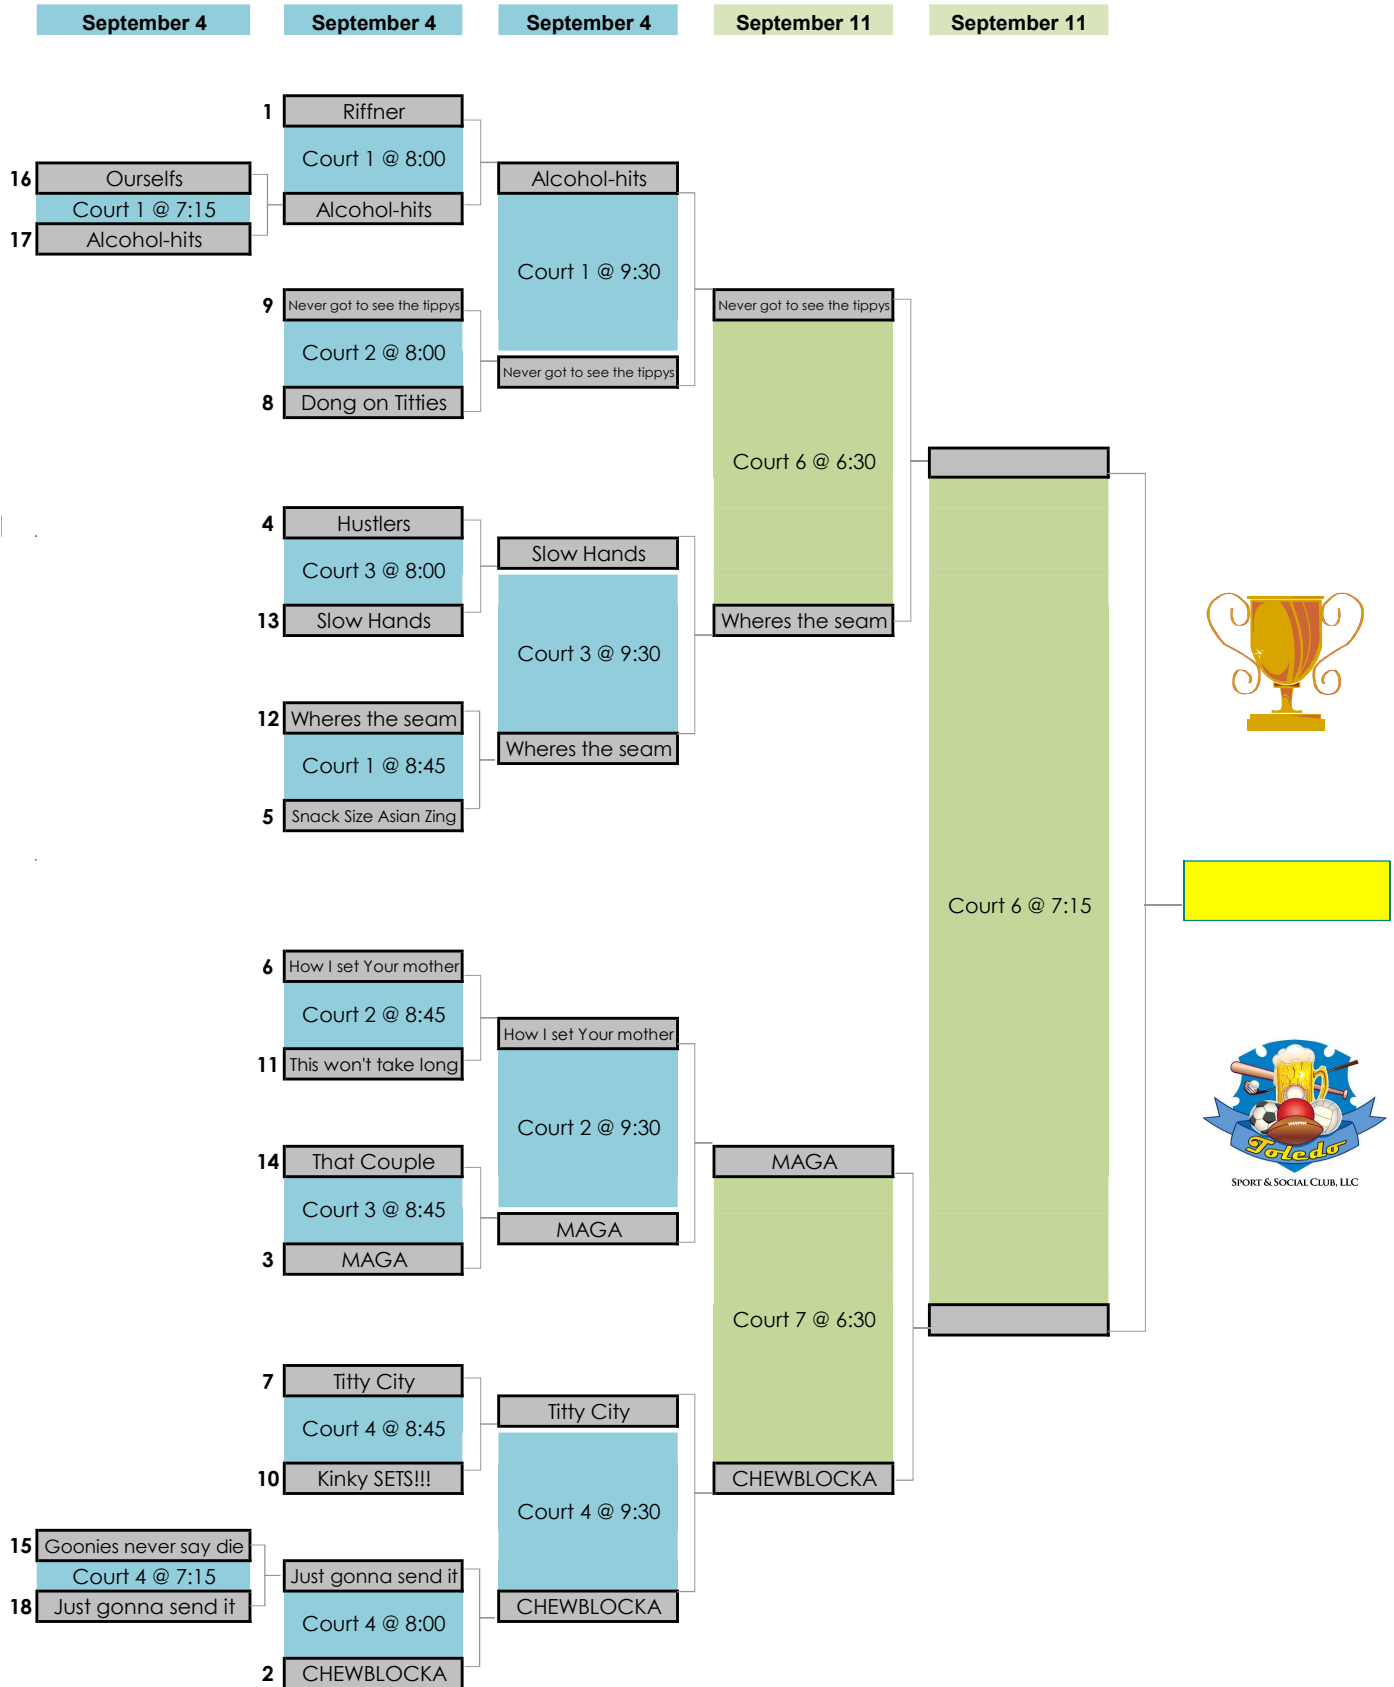 September 4
September 4
September 4
September 11
September 11
1
Riffner
Court 1 @ 8:00
16
Ourselfs
Alcohol-hits
Court 1 @ 7:15
Alcohol-hits
17
Alcohol-hits
Court 1 @ 9:30
9
Never got to see the tippys
Never got to see the tippys
Court 2 @ 8:00
Never got to see the tippys
8
Dong on Titties
Court 6 @ 6:30
4
Hustlers
Slow Hands
Court 3 @ 8:00
13
Slow Hands
Wheres the seam
Court 3 @ 9:30
12
Wheres the seam
Wheres the seam
Court 1 @ 8:45
5
Snack Size Asian Zing
Court 6 @ 7:15
6
How I set Your mother
Court 2 @ 8:45
How I set Your mother
11
This won't take long
Court 2 @ 9:30
14
That Couple
MAGA
Toledo
SPORT & SOCIAL CLUB, LLC
Court 3 @ 8:45
MAGA
3
MAGA
Court 7 @ 6:30
7
Titty City
Titty City
Court 4 @ 8:45
10
Kinky SETS!!!
CHEWBLOCKA
Court 4 @ 9:30
15
Goonies never say die
Court 4 @ 7:15
Just gonna send it
18
Just gonna send it
CHEWBLOCKA
Court 4 @ 8:00
2
CHEWBLOCKA